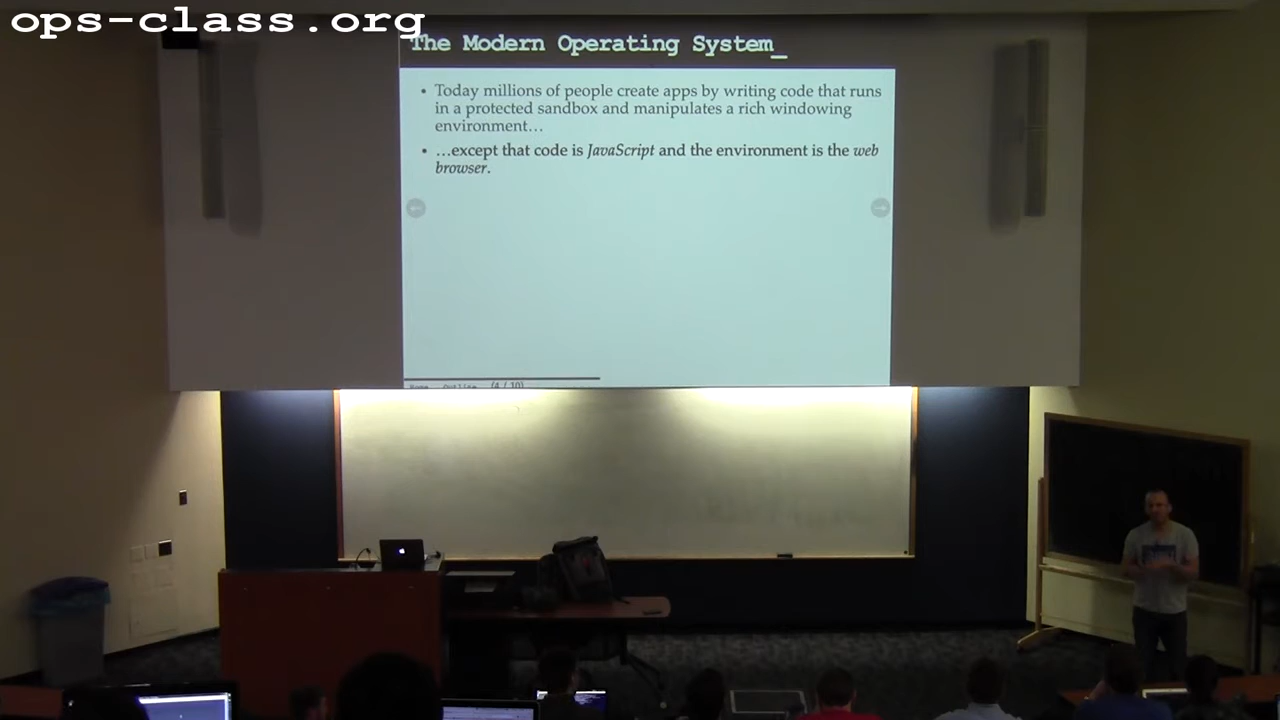 ops-class.org
The Modern Operating System_
• Today millions of people create apps by writing code that runs
in a protected sandbox and manipulates a rich windowing
environment…
• …except that code is JavaScript and the environment is the web
browser.
← →
(4 / 10)